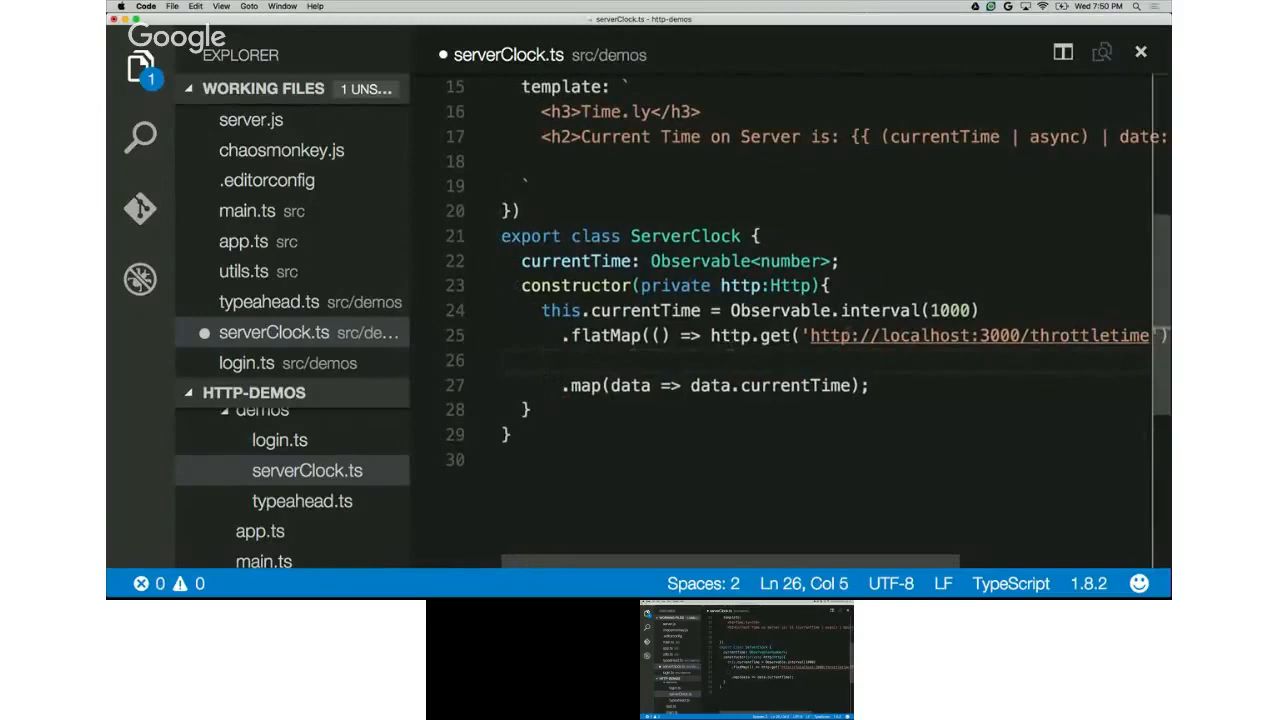 Code File Edit View Goto Window Help
Wed 7:50 PM
serverClock.ts - http-demos
Google
EXPLORER
serverClock.ts src/demos
1
WORKING FILES 1 UNS...
server.js
chaosmonkey.js
.editorconfig
main.ts src
app.ts src
utils.ts src
typeahead.ts src/demos
serverClock.ts src/de...
login.ts src/demos
HTTP-DEMOS
demos
login.ts
serverClock.ts
typeahead.ts
app.ts
main.ts
15 template: `
16 <h3>Time.ly</h3>
17 <h2>Current Time on Server is: {{ (currentTime | async) | date:
18
19 `
20 })
21 export class ServerClock {
22 currentTime: Observable<number>;
23 constructor(private http:Http){
24 this.currentTime = Observable.interval(1000)
25 .flatMap(() => http.get('http://localhost:3000/throttletime')
26
27 .map(data => data.currentTime);
28 }
29 }
30
0 0
Spaces: 2 Ln 26, Col 5 UTF-8 LF TypeScript 1.8.2